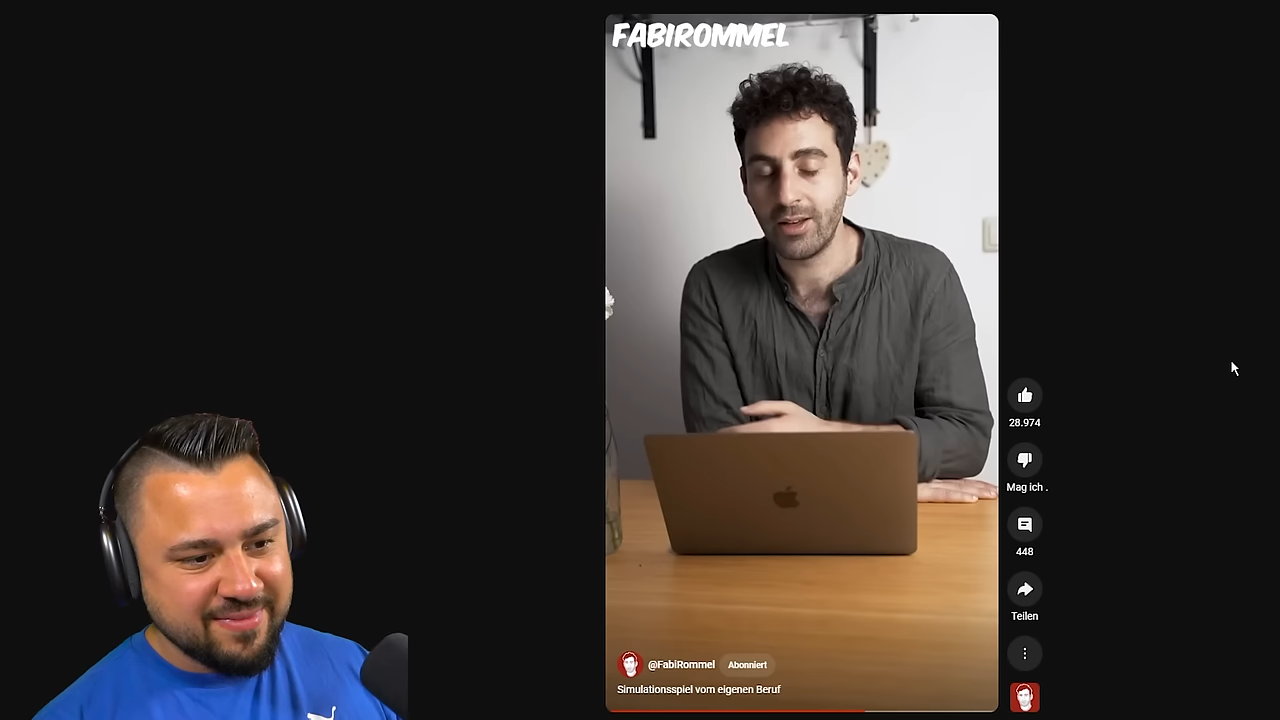 FABIROMMEL
28.974
Mag ich .
448
Teilen
@FabiRommel Abonniert
Simulationsspiel vom eigenen Beruf